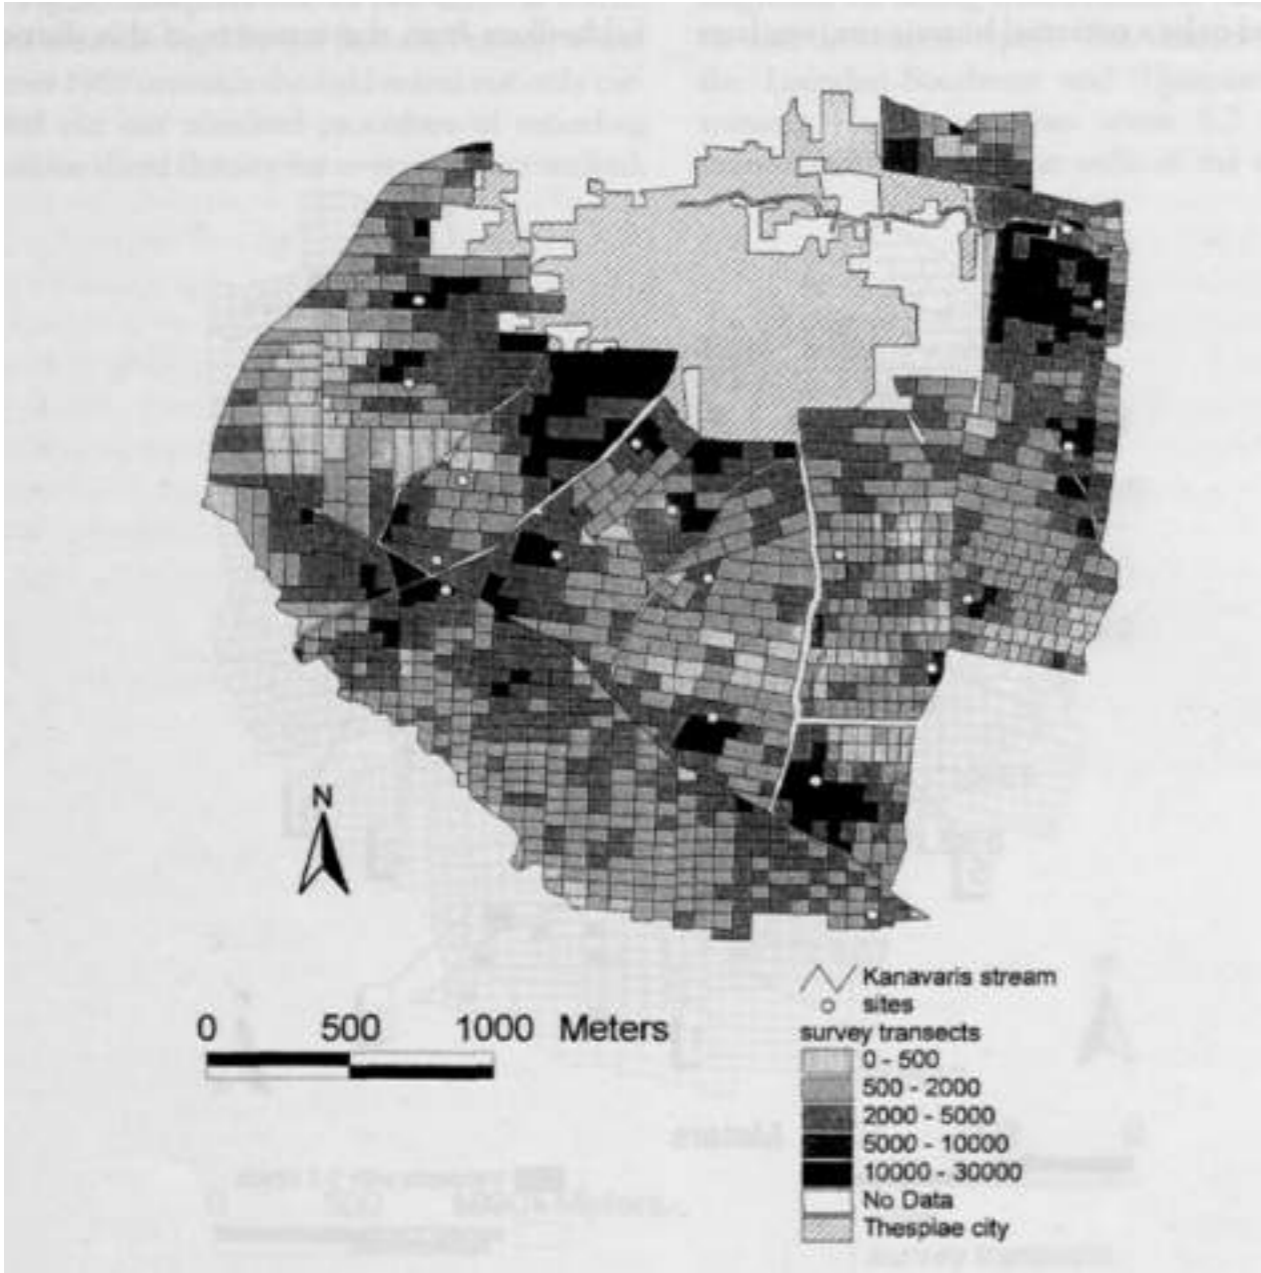 N
0 500 1000 Meters
Kanavaris stream
sites
survey transects
0 - 500
500 - 2000
2000 - 5000
5000 - 10000
10000 - 30000
No Data
Thespiae city